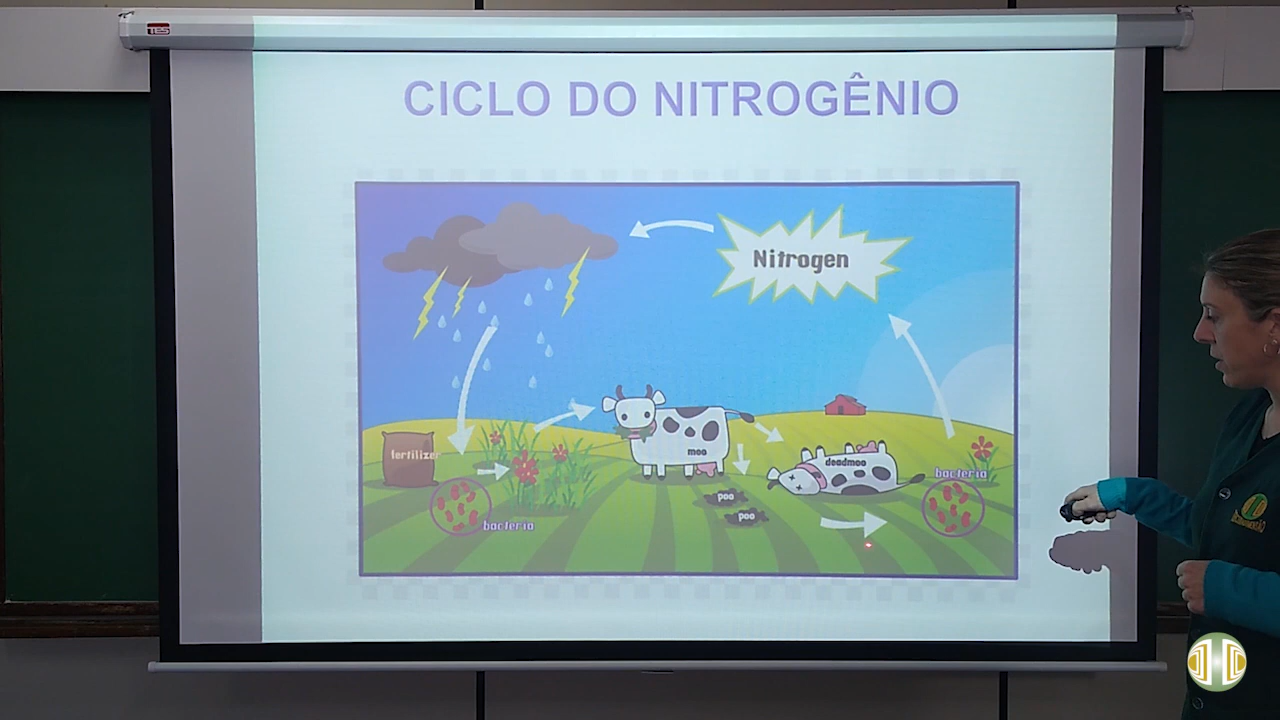 TES
CICLO DO NITROGÊNIO
Nitrogen
fertilizer
moo
deadmoo
bacteria
poo
poo
bacteria